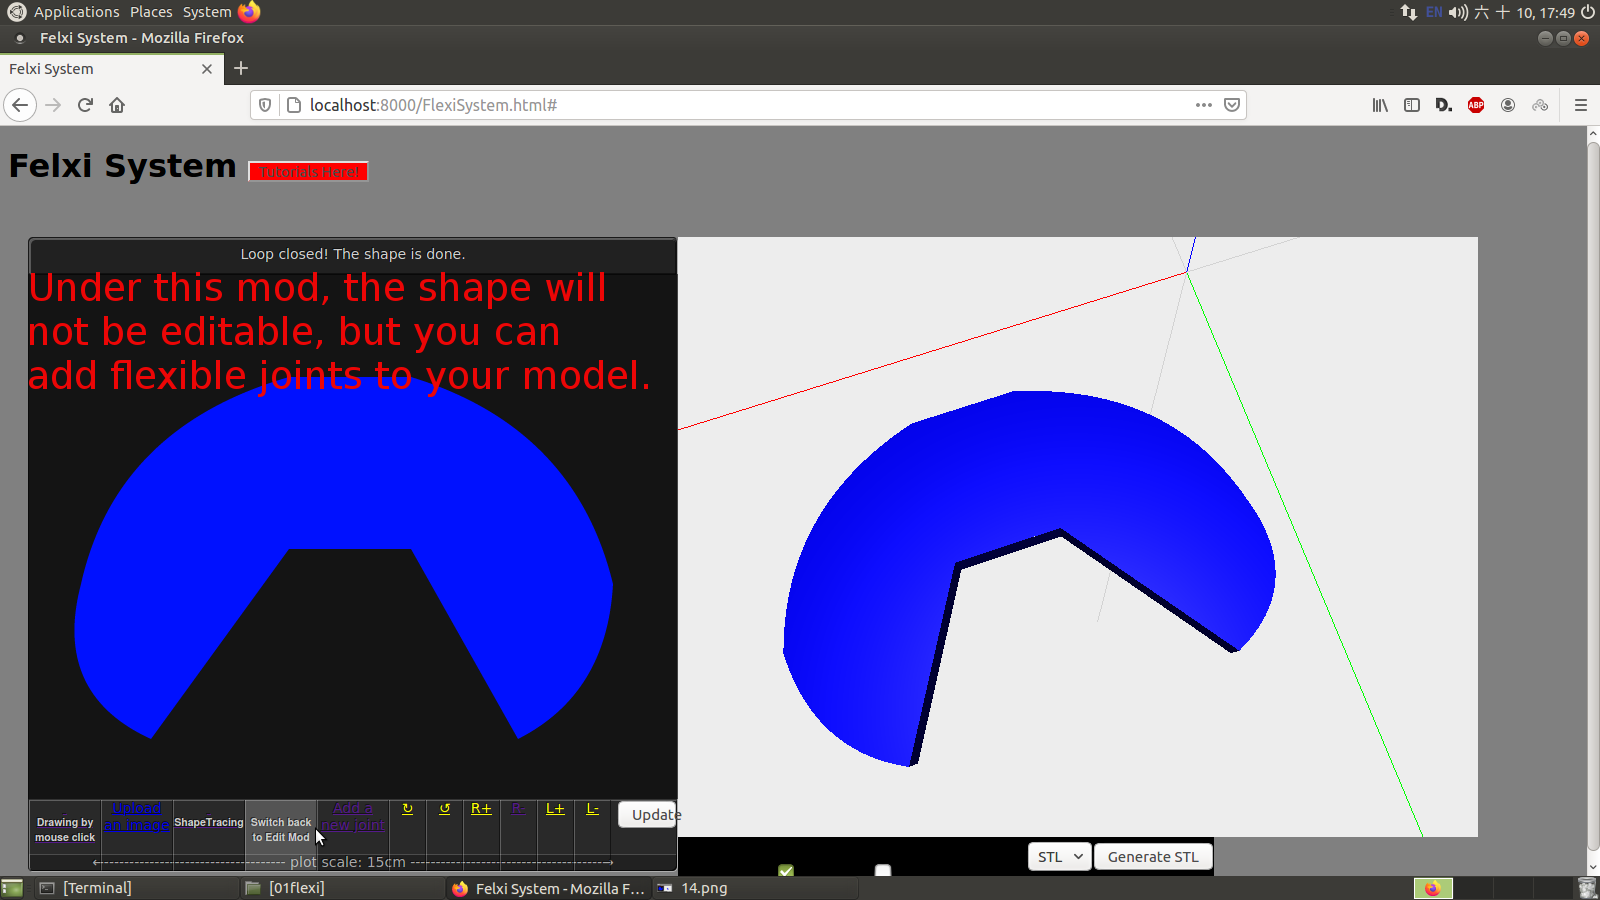 Applications Places System
EN 六 十 10, 17:49
Felxi System - Mozilla Firefox
Felxi System
localhost:8000/FlexiSystem.html#
D. ABP
Felxi System Tutorials Here!
Loop closed! The shape is done.
Under this mod, the shape will
not be editable, but you can
add flexible joints to your model.
Drawing by
mouse click
Upload
an image
ShapeTracing
Switch back
to Edit Mod
Add a
new joint
↻ ↺ R+ R- L+ L- Update
←------------------------------------- plot scale: 15cm ---------------------------------------→
STL Generate STL
[Terminal] [01flexi] Felxi System - Mozilla F... 14.png